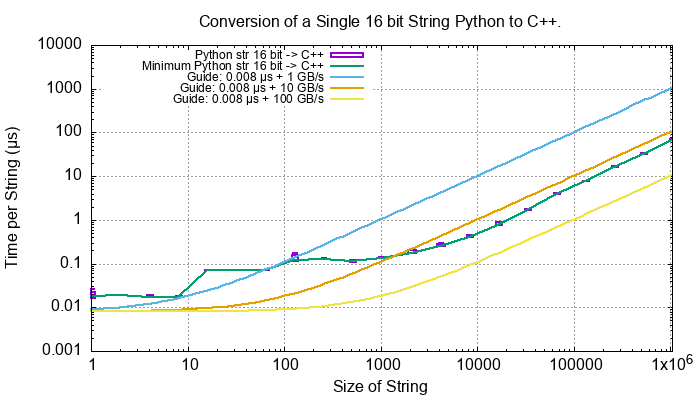 Conversion of a Single 16 bit String Python to C++.
Python str 16 bit -> C++
Minimum Python str 16 bit -> C++
Guide: 0.008 μs + 1 GB/s
Guide: 0.008 μs + 10 GB/s
Guide: 0.008 μs + 100 GB/s
Time per String (μs)
10000
1000
100
10
1
0.1
0.01
0.001
1 10 100 1000 10000 100000 1x10⁶
Size of String